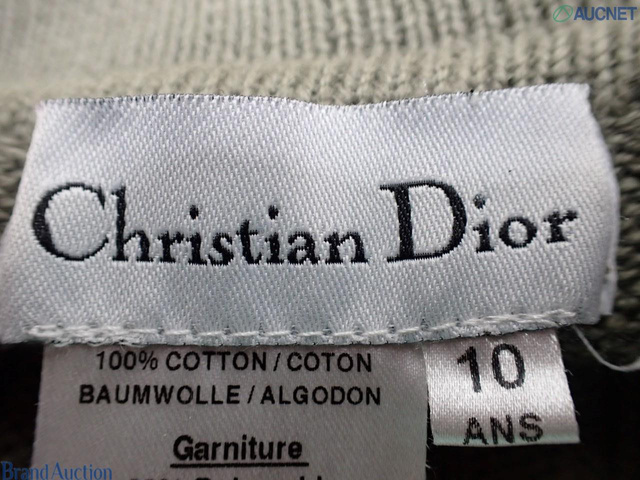 AUCNET
Christian Dior
100% COTTON / COTON
BAUMWOLLE / ALGODON
10
ANS
Garniture
Brand Auction